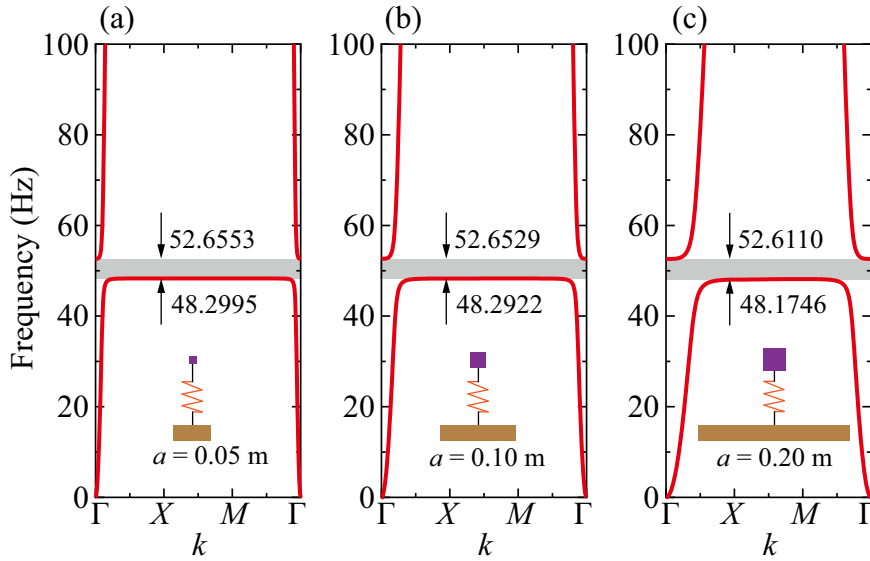 (a)
(b)
(c)
Frequency (Hz)
100
80
60
40
20
0
52.6553
48.2995
a = 0.05 m
Γ X M Γ
k
100
80
60
40
20
0
52.6529
48.2922
a = 0.10 m
Γ X M Γ
k
100
80
60
40
20
0
52.6110
48.1746
a = 0.20 m
Γ X M Γ
k